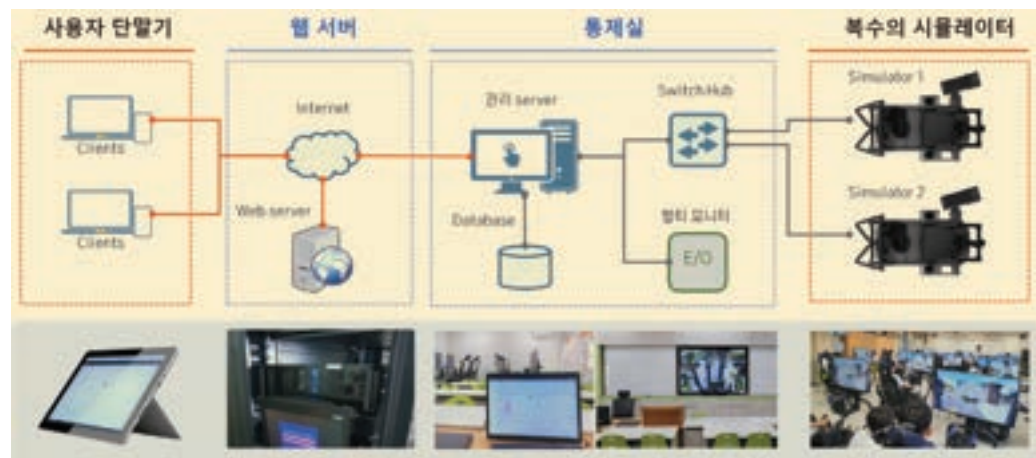 사용자 단말기
웹 서버
통제실
복수의 시뮬레이터
Clients
Clients
Internet
Web server
관리 server
Database
Switch Hub
멀티 모니터
E/O
Simulator 1
Simulator 2